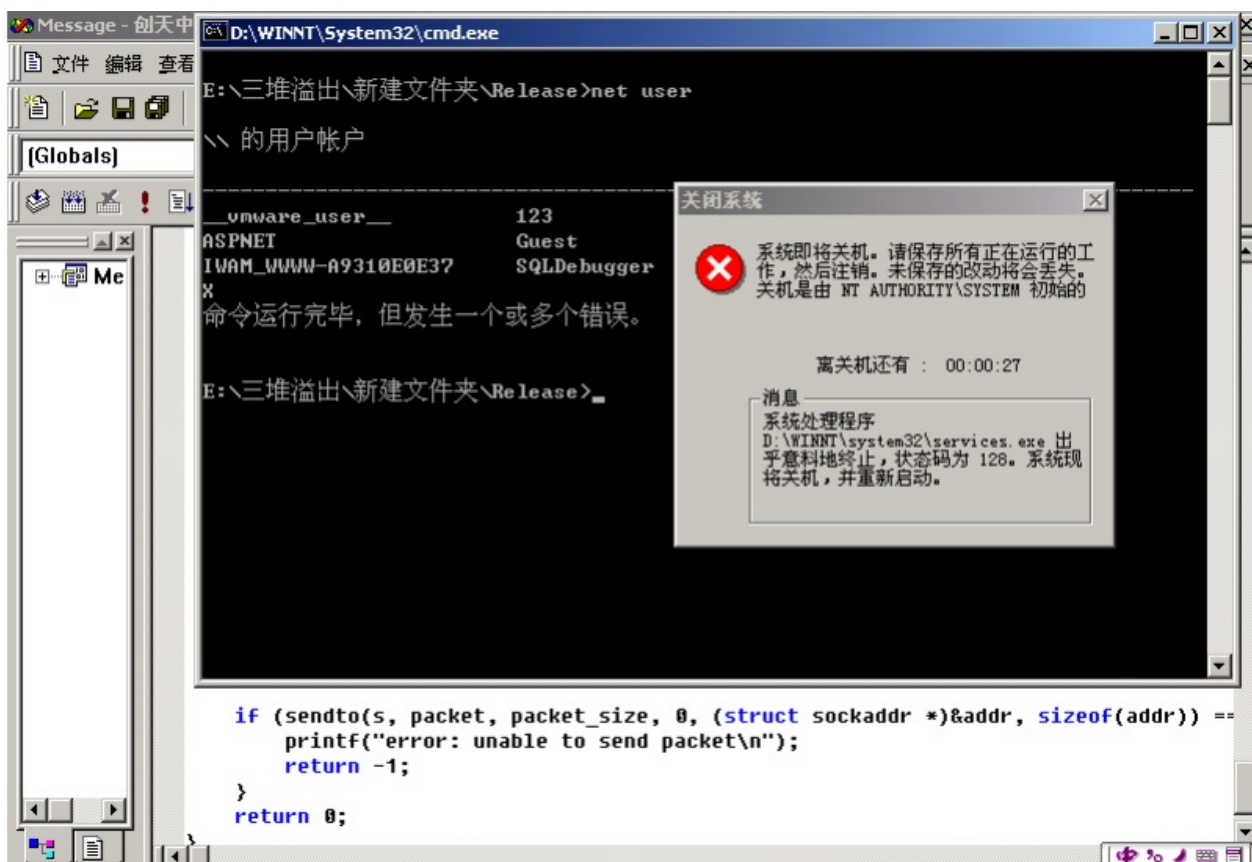 Message - 创天中
D:\WINNT\System32\cmd.exe
文件 编辑 查看
E:\三堆溢出\新建文件夹\Release>net user
\\ 的用户帐户
(Globals)
-------------------------------------------------------------------------------
__vmware_user__ 123
ASPNET Guest
IWAM_WWWW-A9310E0E37 SQLDebugger
X
命令运行完毕，但发生一个或多个错误。
E:\三堆溢出\新建文件夹\Release>_
Me
关闭系统
系统即将关机。请保存所有正在运行的工
作，然后注销。未保存的改动将会丢失。
关机是由 NT AUTHORITY\SYSTEM 初始的
离关机还有 : 00:00:27
消息
系统处理程序
D:\WINNT\system32\services.exe 出
乎意料地终止，状态码为 128。系统现
将关机，并重新启动。
if (sendto(s, packet, packet_size, 0, (struct sockaddr *)&addr, sizeof(addr)) ==
printf("error: unable to send packet\n");
return -1;
}
return 0;
}
中